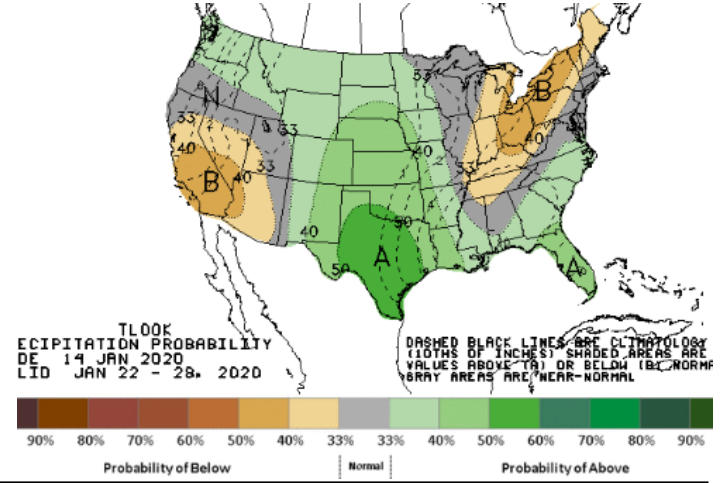 33
N
33
33
40
B
40
33
40
33
B
40
50
40
50
A
A
TLOOK
ECIPITATION PROBABILITY
DE 14 JAN 2020
LID JAN 22 - 28, 2020
DASHED BLACK LINES ARE CLIMATOLOGY
(10THS OF INCHES) SHADED AREAS ARE
VALUES ABOVE (A) OR BELOW (B) NORMA
GRAY AREAS ARE NEAR-NORMAL
90% 80% 70% 60% 50% 40% 33% 33% 40% 50% 60% 70% 80% 90%
Probability of Below Normal Probability of Above